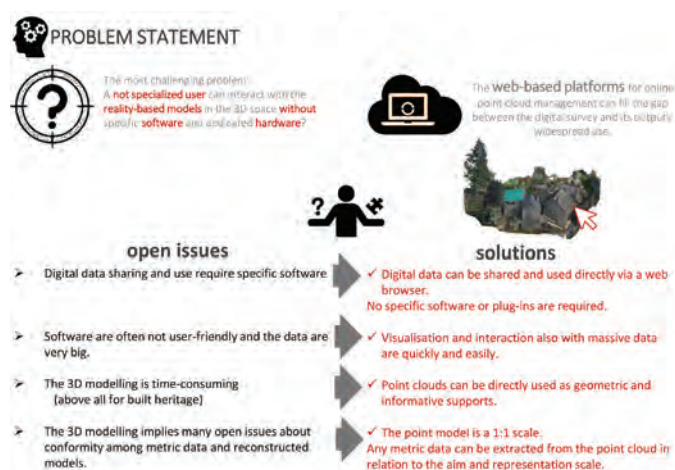 PROBLEM STATEMENT
The most challenging problem:
A not specialized user can interact with the
reality-based models in the 3D space without
specific software and hardware?
The web-based platforms for online
point cloud management can fill the gap
between the digital survey and its outputs
widespread use.
?
open issues
solutions
➢ Digital data sharing and use require specific software
✓ Digital data can be shared and used directly via a web
browser.
No specific software or plug-ins are required.
➢ Software are often not user-friendly and the data are
very big.
✓ Visualisation and interaction also with massive data
are quickly and easily.
➢ The 3D modelling is time-consuming
(above all for built heritage)
✓ Point clouds can be directly used as geometric and
informative supports.
➢ The 3D modelling implies many open issues about
conformity among metric data and reconstructed
models.
✓ The point model is a 1:1 scale.
Any metric data can be extracted from the point cloud in
relation to the aim and representation scale.